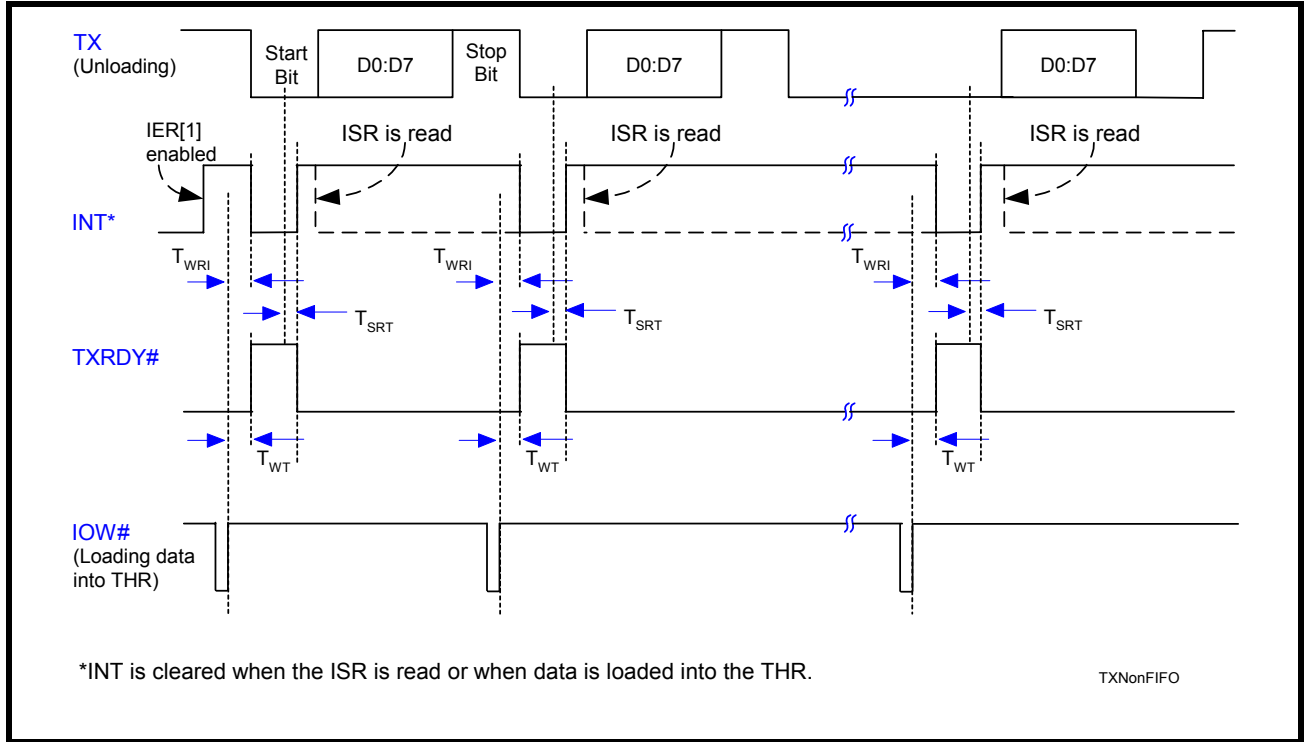 TX
(Unloading)
Start
Bit
D0:D7
Stop
Bit
D0:D7
D0:D7
IER[1]
enabled
ISR is read
ISR is read
ISR is read
INT*
TWRI
TWRI
TWRI
TSRT
TSRT
TSRT
TXRDY#
TWT
TWT
TWT
IOW#
(Loading data
into THR)
*INT is cleared when the ISR is read or when data is loaded into the THR.
TXNonFIFO